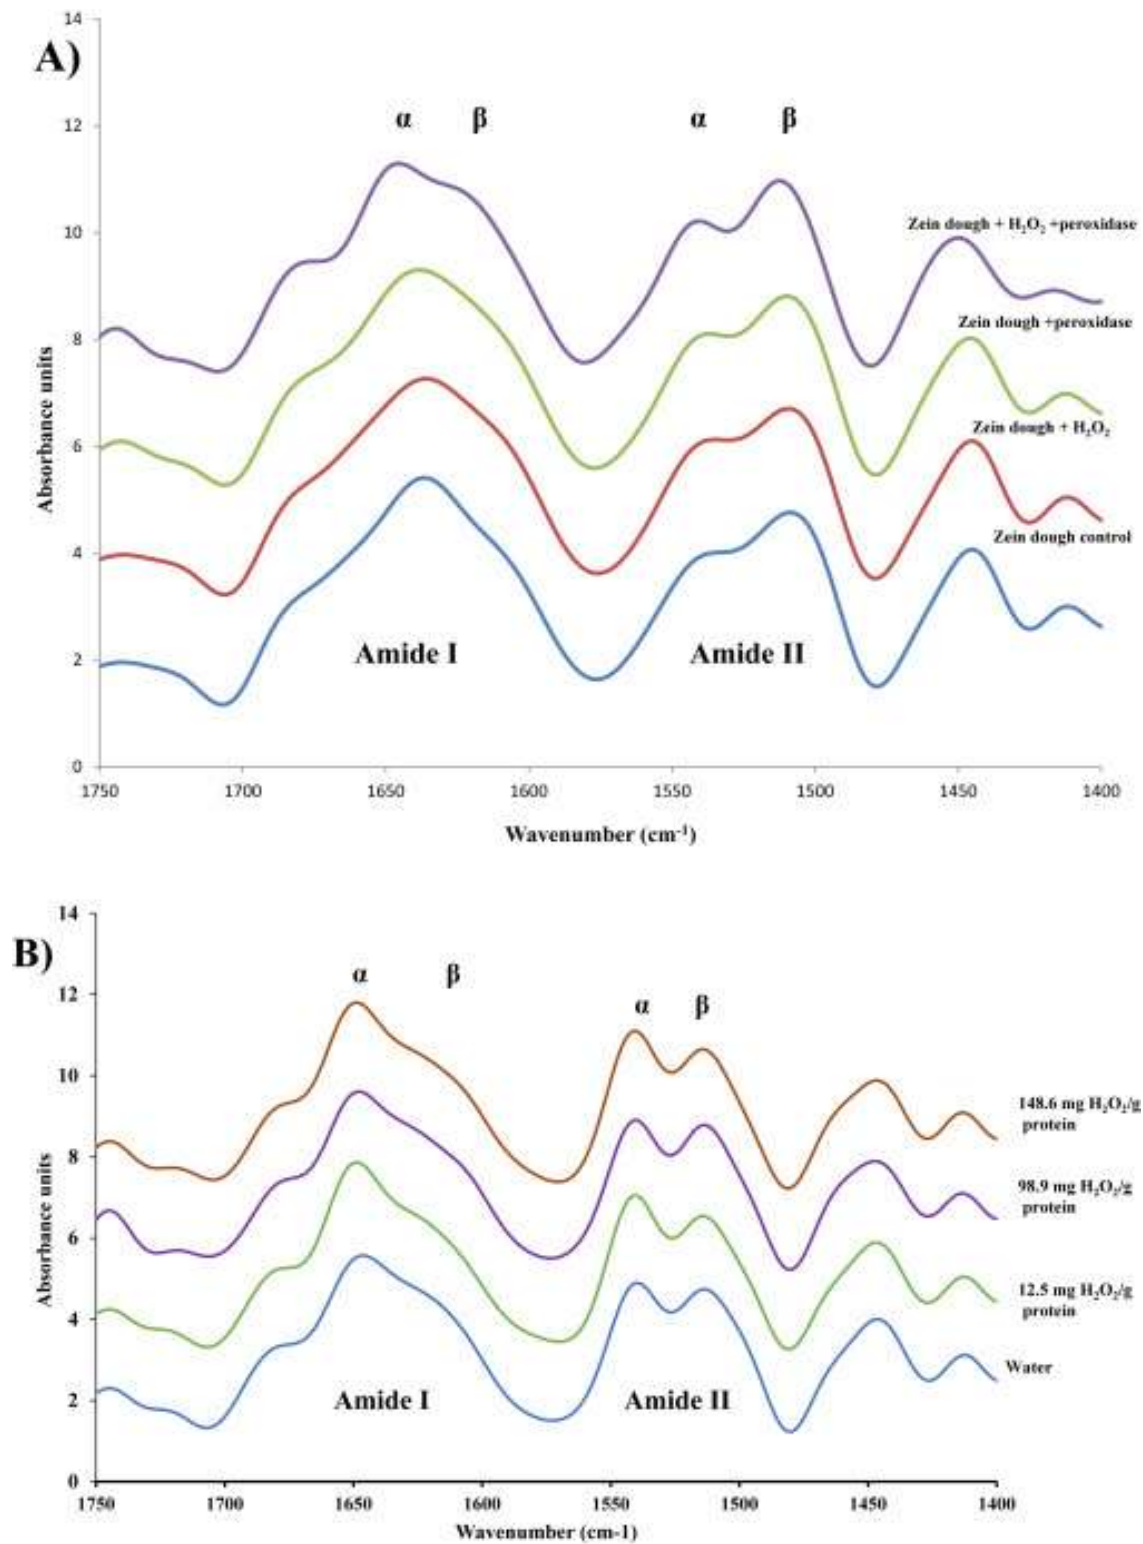 14
A)
12
α β α β
10
Zein dough + H₂O₂ +peroxidase
8
Zein dough +peroxidase
Absorbance units
6
Zein dough + H₂O₂
4
Zein dough control
2
Amide I Amide II
0
1750 1700 1650 1600 1550 1500 1450 1400
Wavenumber (cm⁻¹)
14
B)
12
α β α β
10
148.6 mg H₂O₂/g
protein
8
98.9 mg H₂O₂/g
protein
Absorbance units
6
12.5 mg H₂O₂/g
protein
4
Water
2
Amide I Amide II
0
1750 1700 1650 1600 1550 1500 1450 1400
Wavenumber (cm-1)